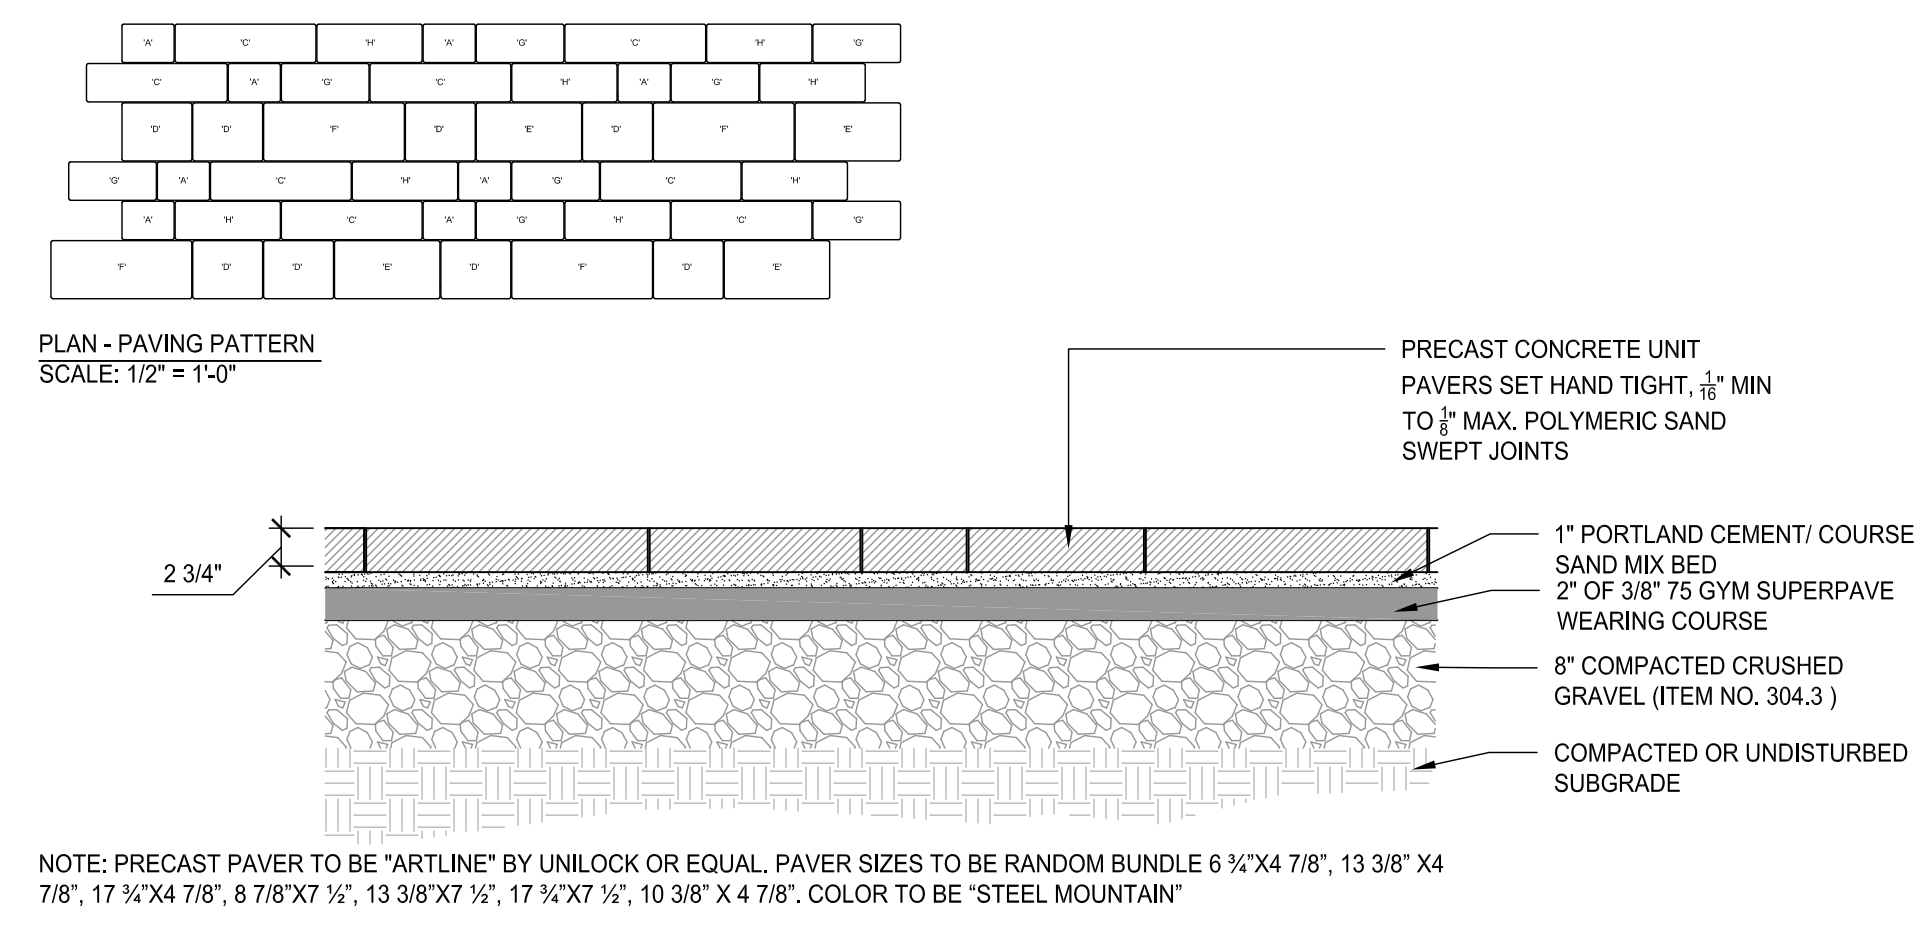 'A' 'C' 'H' 'A' 'G' 'C' 'H' 'G'
'C' 'A' 'G' 'C' 'H' 'A' 'G' 'H'
'D' 'D' 'F' 'D' 'E' 'D' 'F' 'E'
'G' 'A' 'C' 'H' 'A' 'G' 'C' 'H'
'A' 'H' 'C' 'A' 'G' 'H' 'C' 'G'
'F' 'D' 'D' 'E' 'D' 'F' 'D' 'E'
PLAN - PAVING PATTERN
SCALE: 1/2" = 1'-0"
PRECAST CONCRETE UNIT
PAVERS SET HAND TIGHT, 1/16" MIN
TO 1/8" MAX. POLYMERIC SAND
SWEPT JOINTS
2 3/4"
1" PORTLAND CEMENT/ COURSE
SAND MIX BED
2" OF 3/8" 75 GYM SUPERPAVE
WEARING COURSE
8" COMPACTED CRUSHED
GRAVEL (ITEM NO. 304.3 )
COMPACTED OR UNDISTURBED
SUBGRADE
NOTE: PRECAST PAVER TO BE "ARTLINE" BY UNILOCK OR EQUAL. PAVER SIZES TO BE RANDOM BUNDLE 6 ¾”X4 7/8”, 13 3/8” X4
7/8”, 17 ¾”X4 7/8”, 8 7/8”X7 ½”, 13 3/8”X7 ½”, 17 ¾”X7 ½”, 10 3/8” X 4 7/8”. COLOR TO BE “STEEL MOUNTAIN”